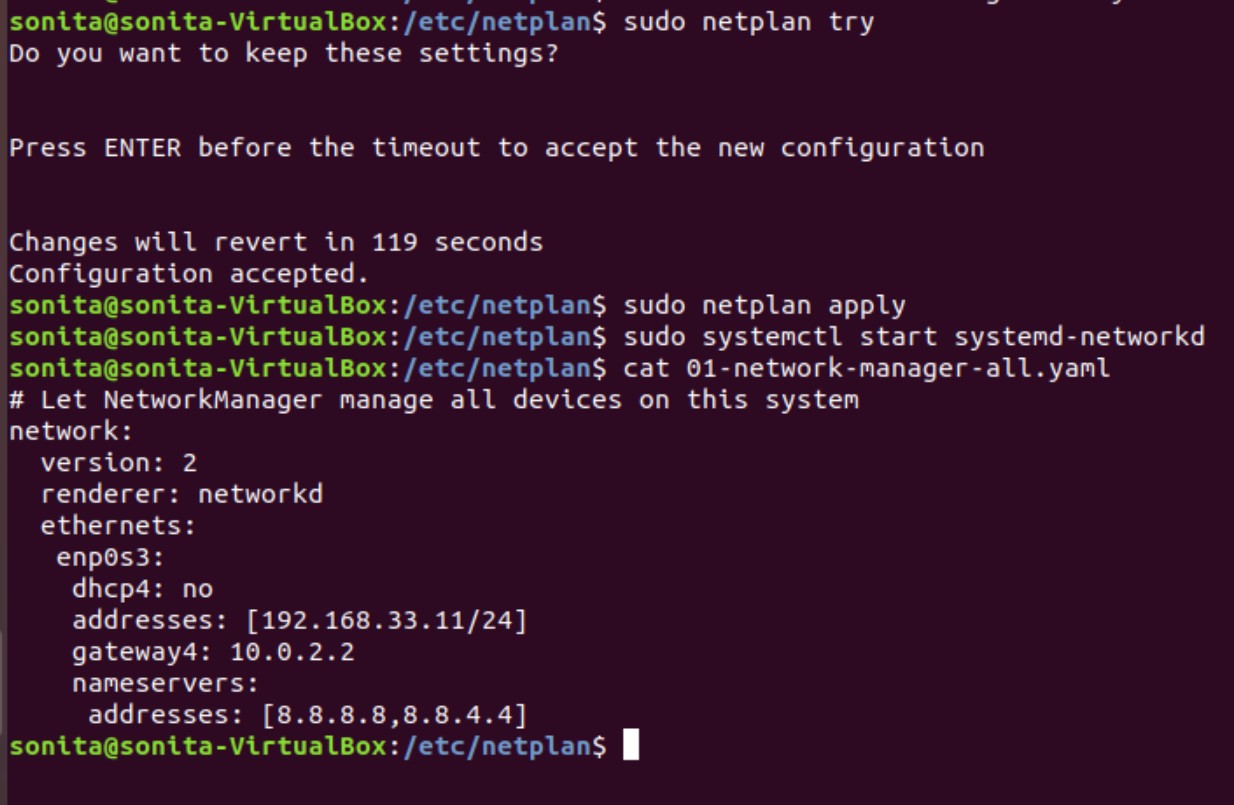 sonita@sonita-VirtualBox:/etc/netplan$ sudo netplan try
Do you want to keep these settings?
Press ENTER before the timeout to accept the new configuration
Changes will revert in 119 seconds
Configuration accepted.
sonita@sonita-VirtualBox:/etc/netplan$ sudo netplan apply
sonita@sonita-VirtualBox:/etc/netplan$ sudo systemctl start systemd-networkd
sonita@sonita-VirtualBox:/etc/netplan$ cat 01-network-manager-all.yaml
# Let NetworkManager manage all devices on this system
network:
  version: 2
  renderer: networkd
  ethernets:
   enp0s3:
    dhcp4: no
    addresses: [192.168.33.11/24]
    gateway4: 10.0.2.2
    nameservers:
     addresses: [8.8.8.8,8.8.4.4]
sonita@sonita-VirtualBox:/etc/netplan$